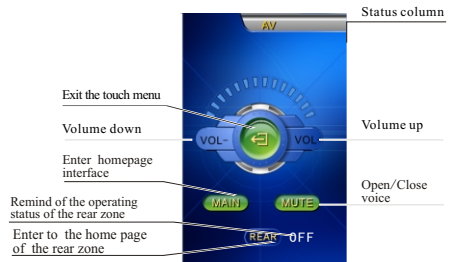 Status column
AV
Exit the touch menu
Volume down
VOL-
VOL
Volume up
Enter homepage
interface
Open/Close
voice
MAIN
MUTE
Remind of the operating
status of the rear zone
Enter to the home page
of the rear zone
REAR OFF